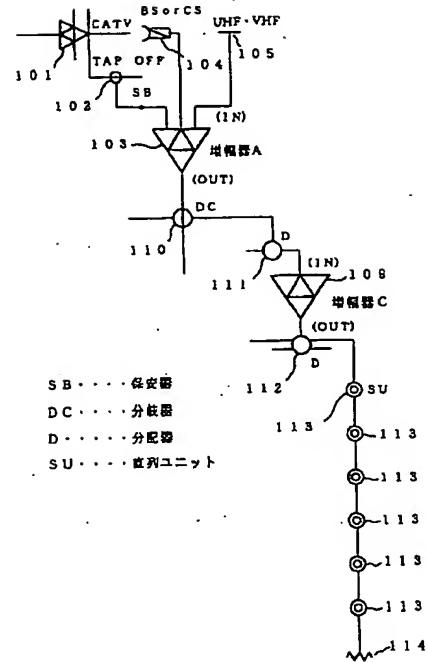 CATV
BSorCS
UHF・VHF
101
104
105
TAP OFF
102
SB
(IN)
103
増幅器A
(OUT)
DC
110
D
111
(IN)
109
増幅器C
(OUT)
112
D
SB・・・・保安器
DC・・・・分岐器
D・・・・分配器
SU・・・・直列ユニット
SU
113
113
113
113
113
113
114